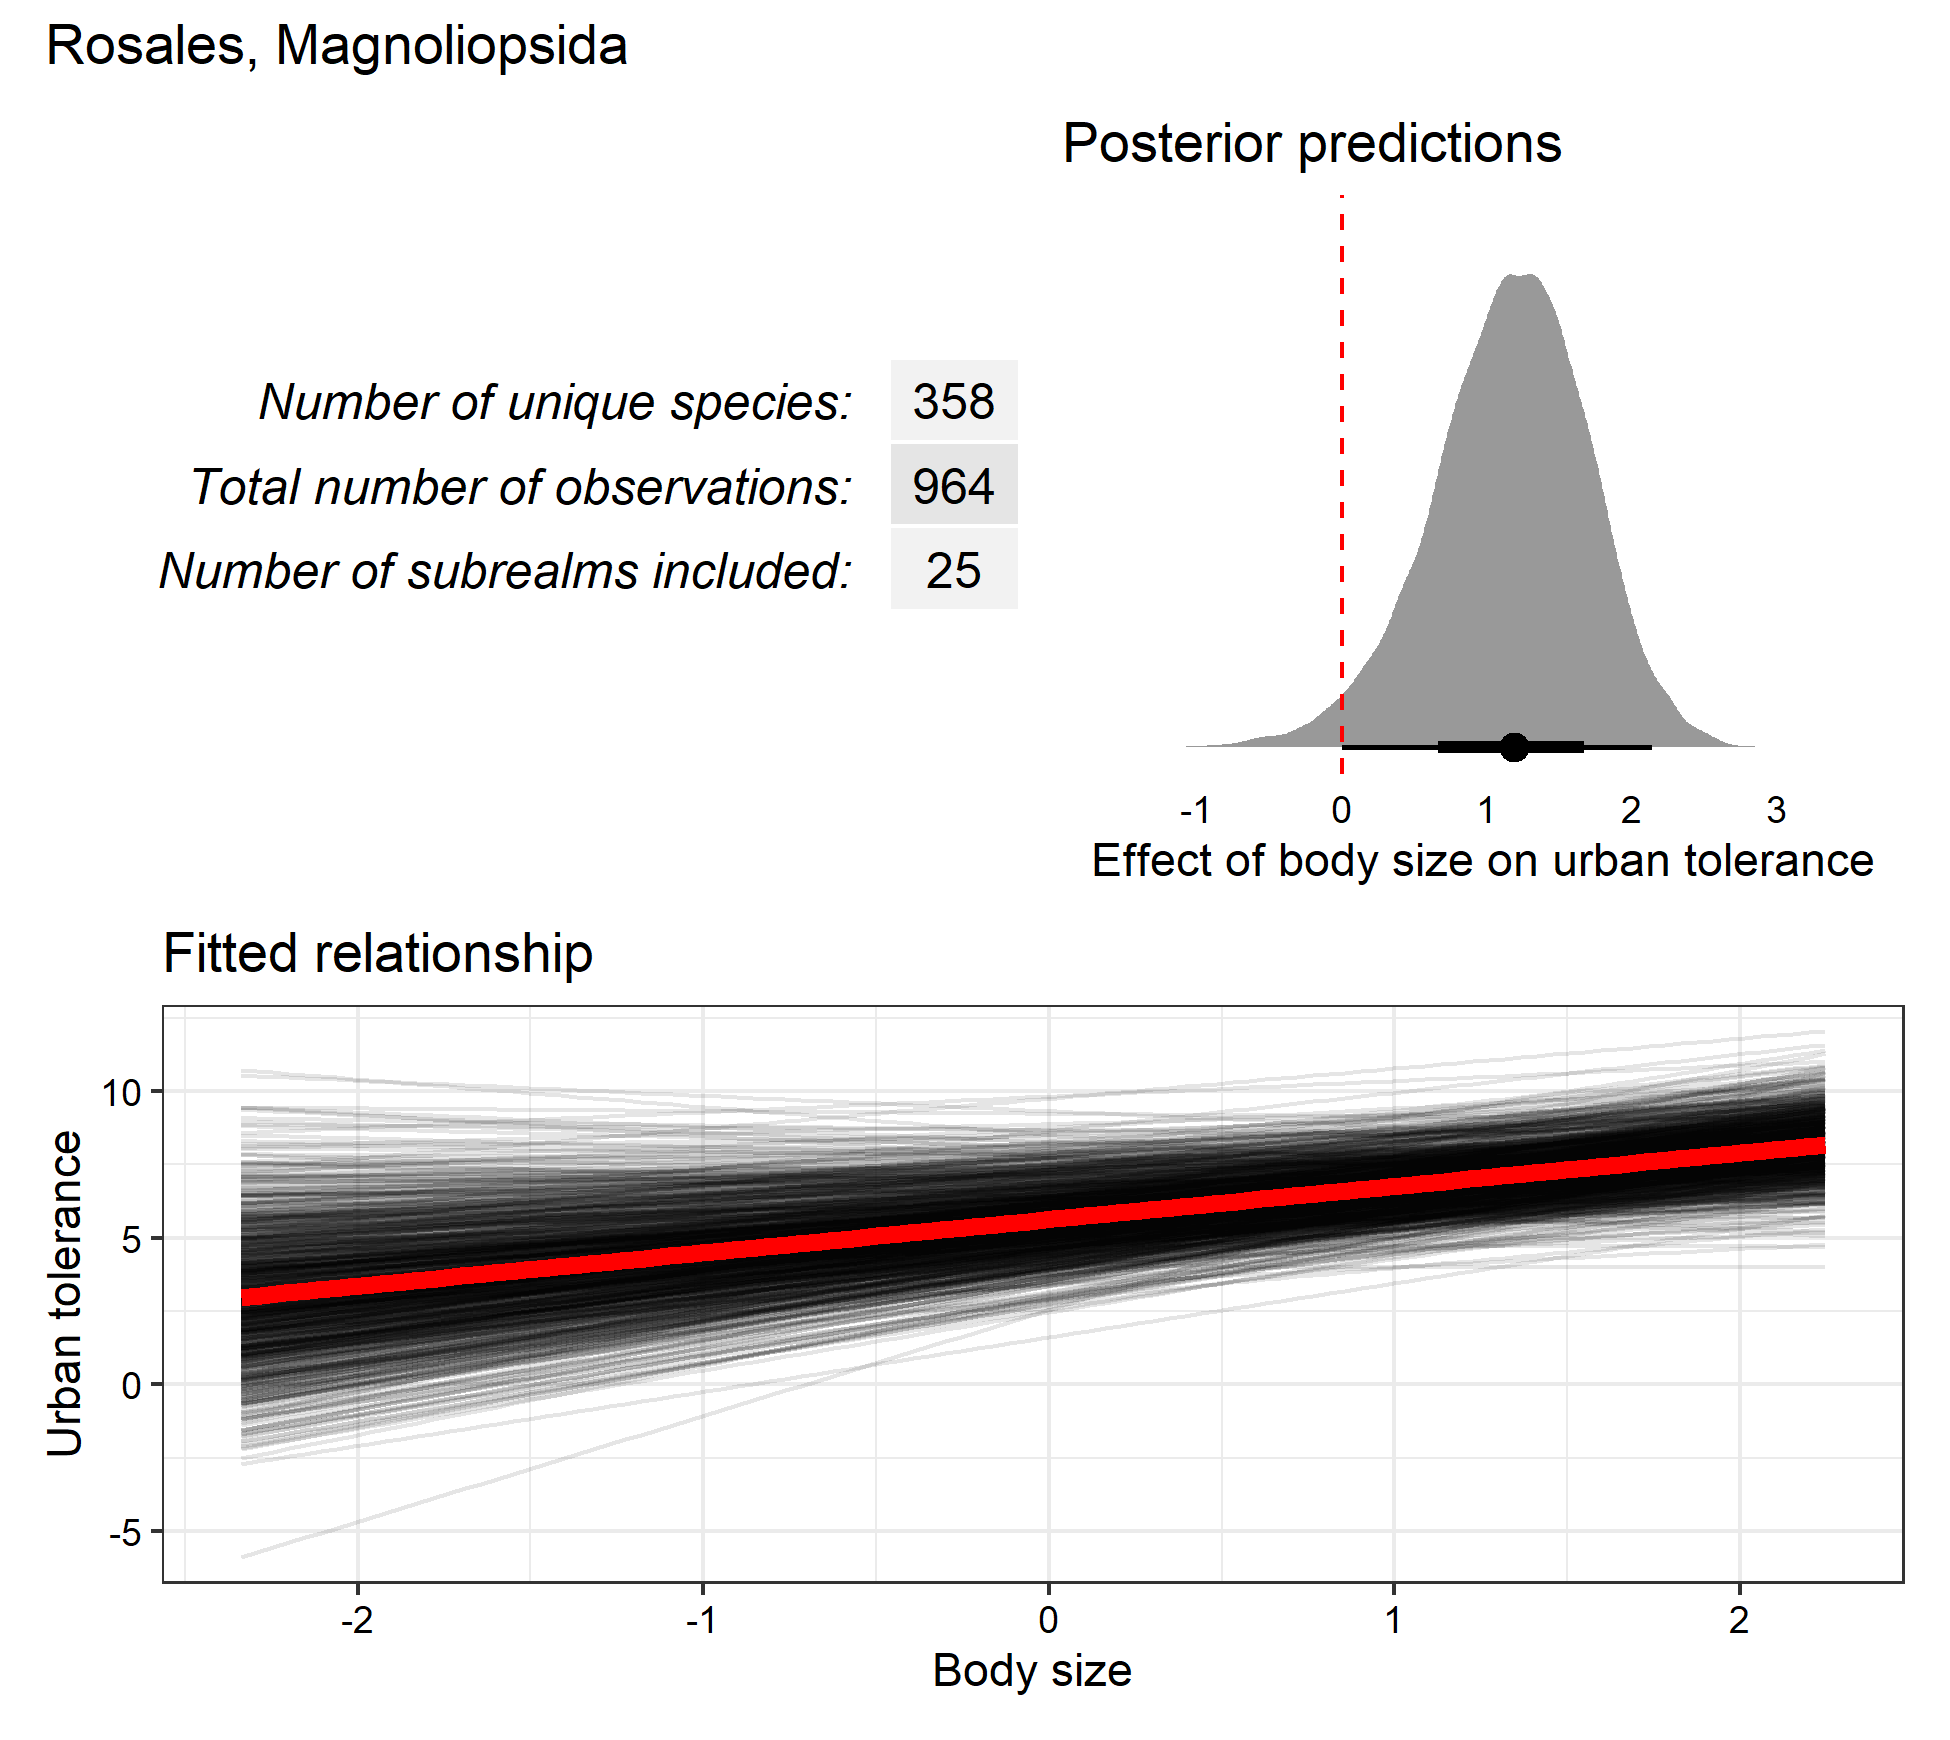 Rosales, Magnoliopsida
Posterior predictions
Number of unique species: 358
Total number of observations: 964
Number of subrealms included: 25
-1 0 1 2 3
Effect of body size on urban tolerance
Fitted relationship
Urban tolerance
10
5
0
-5
-2 -1 0 1 2
Body size